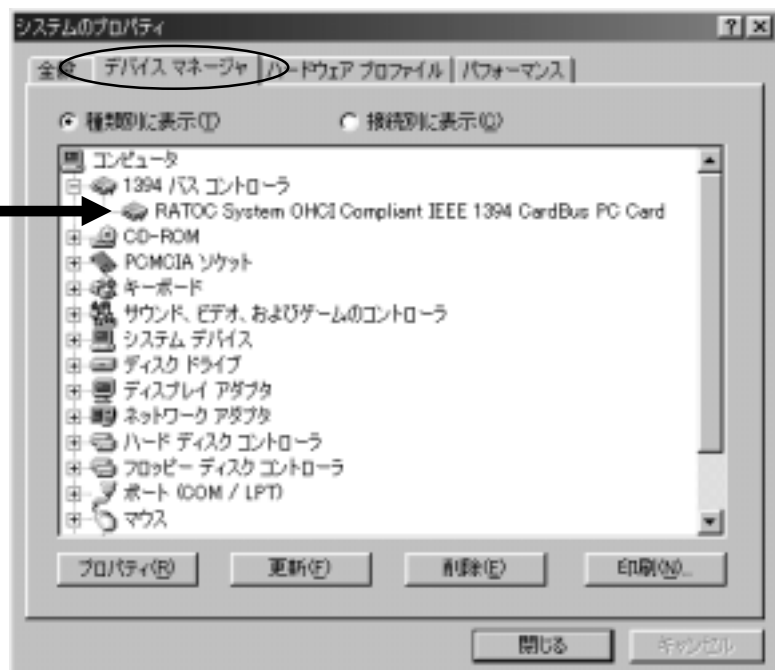 システムのプロパティ
全般 デバイス マネージャ ハードウェア プロファイル パフォーマンス
種類別に表示(T) 接続別に表示(C)
コンピュータ
1394 バス コントローラ
RATOC System OHCI Compliant IEEE 1394 CardBus PC Card
CD-ROM
PCMCIA ソケット
キーボード
サウンド、ビデオ、およびゲームのコントローラ
システム デバイス
ディスク ドライブ
ディスプレイ アダプタ
ネットワーク アダプタ
ハード ディスク コントローラ
フロッピー ディスク コントローラ
ポート (COM / LPT)
マウス
プロパティ(R) 更新(F) 削除(E) 印刷(N)...
閉じる キャンセル